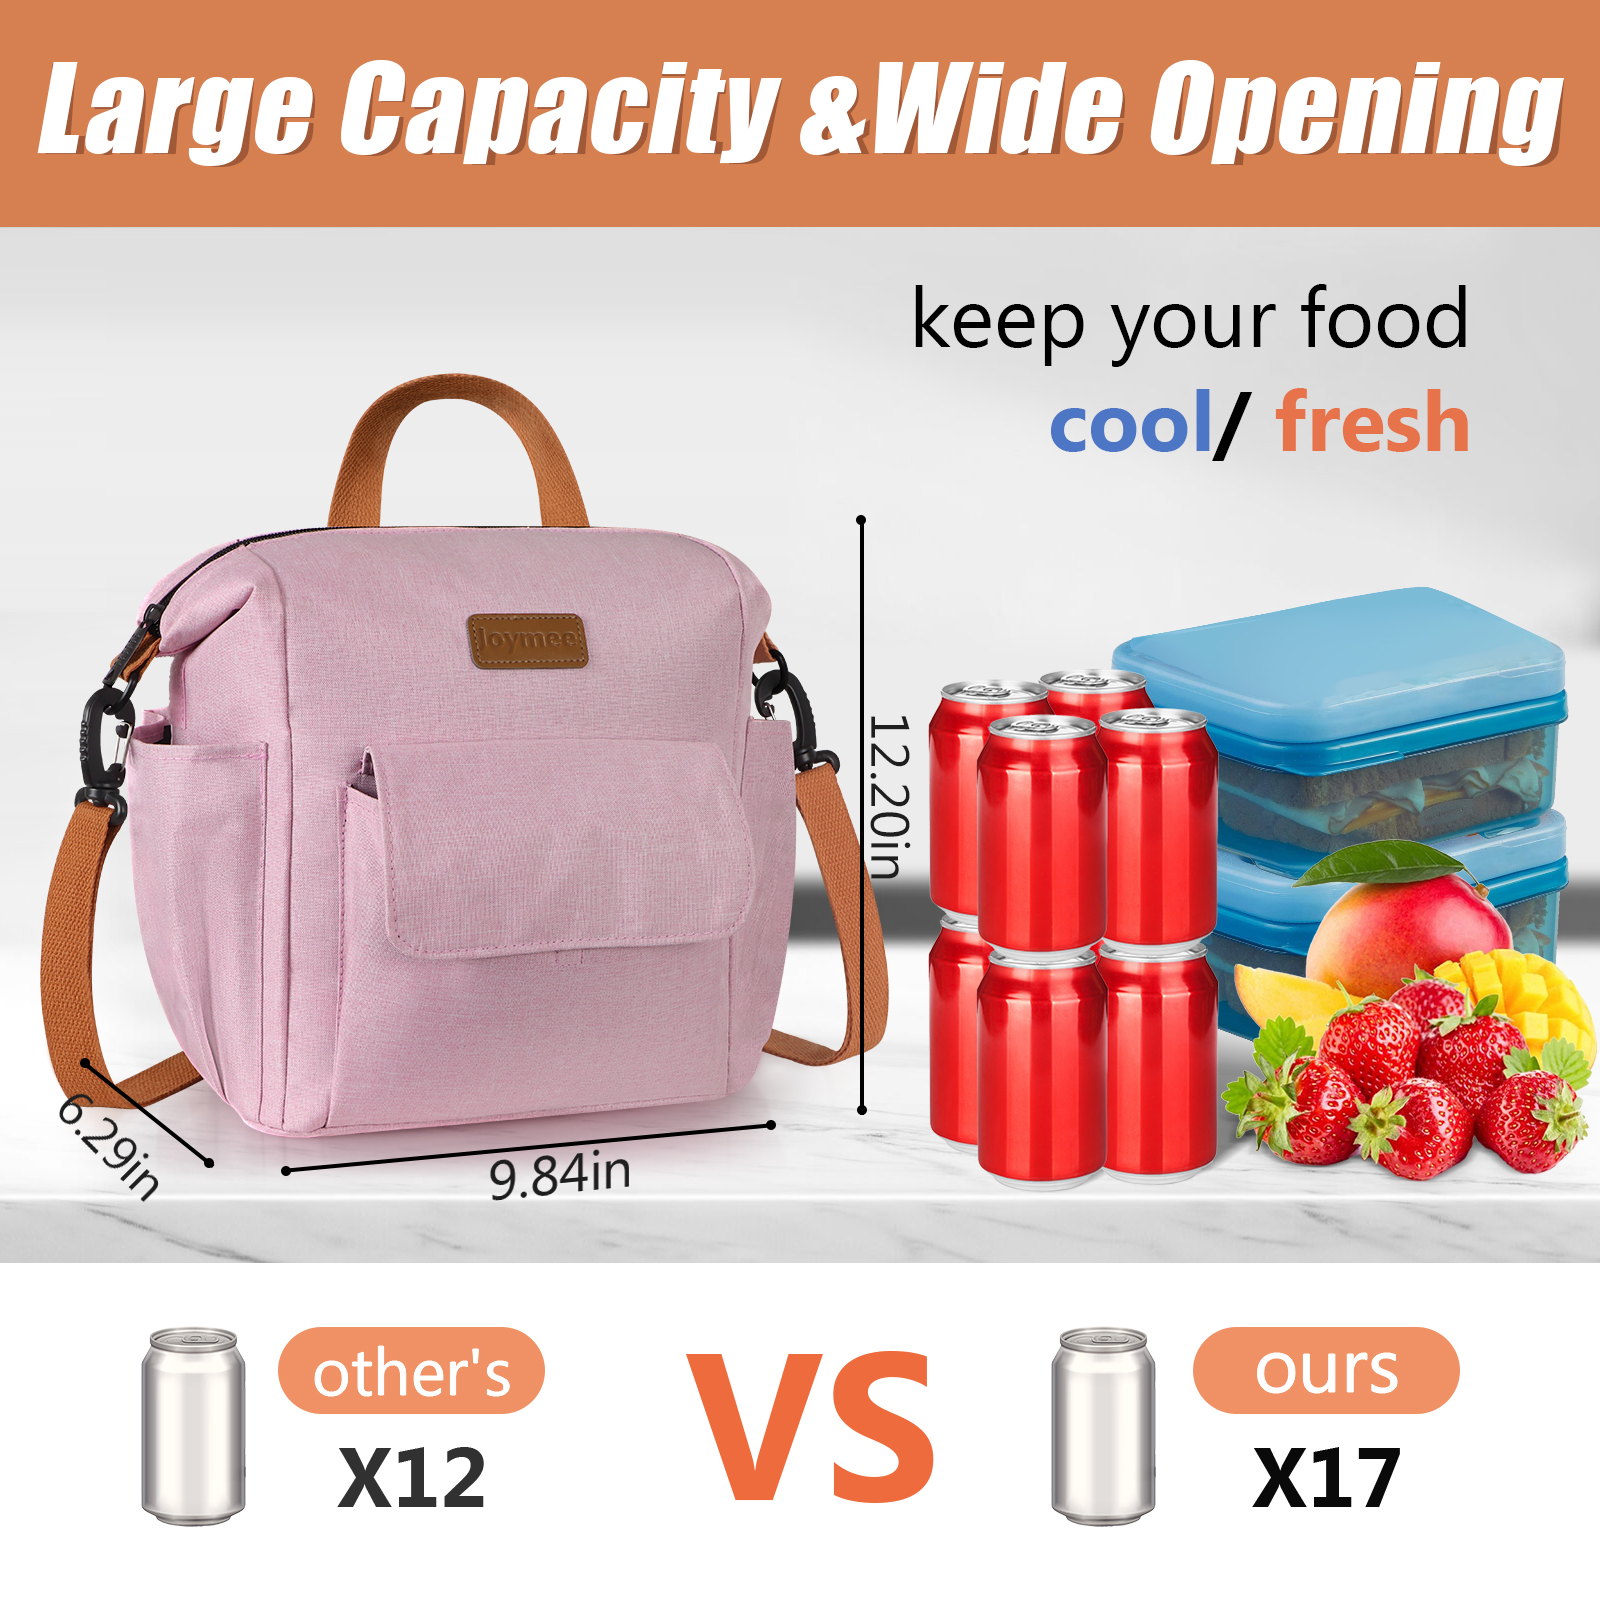 Large Capacity &Wide Opening
keep your food
cool/ fresh
Joymee
12.20in
6.29in
9.84in
other's
X12
VS
ours
X17